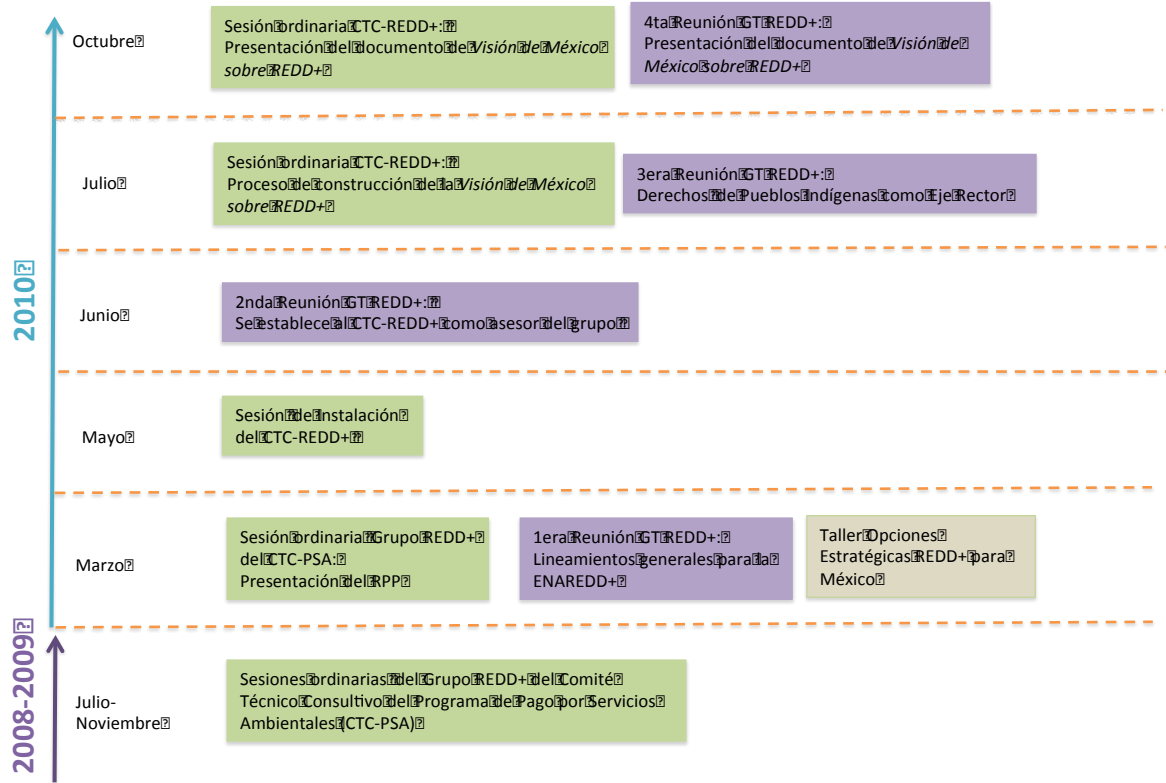 Octubre
Sesión ordinaria CTC-REDD+:
Presentación del documento de Visión de México
sobre REDD+
4ta Reunión GT REDD+:
Presentación del documento de Visión de
México sobre REDD+
Julio
Sesión ordinaria CTC-REDD+:
Proceso de construcción de la Visión de México
sobre REDD+
3era Reunión GT REDD+:
Derechos de Pueblos Indígenas como Eje Rector
2010
Junio
2nda Reunión GT REDD+:
Se establece al CTC-REDD+ como asesor del grupo
Mayo
Sesión de Instalación
del CTC-REDD+
Marzo
Sesión ordinaria Grupo REDD+
del CTC-PSA:
Presentación del RPP
1era Reunión GT REDD+:
Lineamientos generales para la
ENAREDD+
Taller Opciones
Estratégicas REDD+ para
México
2008-2009
Julio-
Noviembre
Sesiones ordinarias del Grupo REDD+ del Comité
Técnico Consultivo del Programa de Pago por Servicios
Ambientales (CTC-PSA)